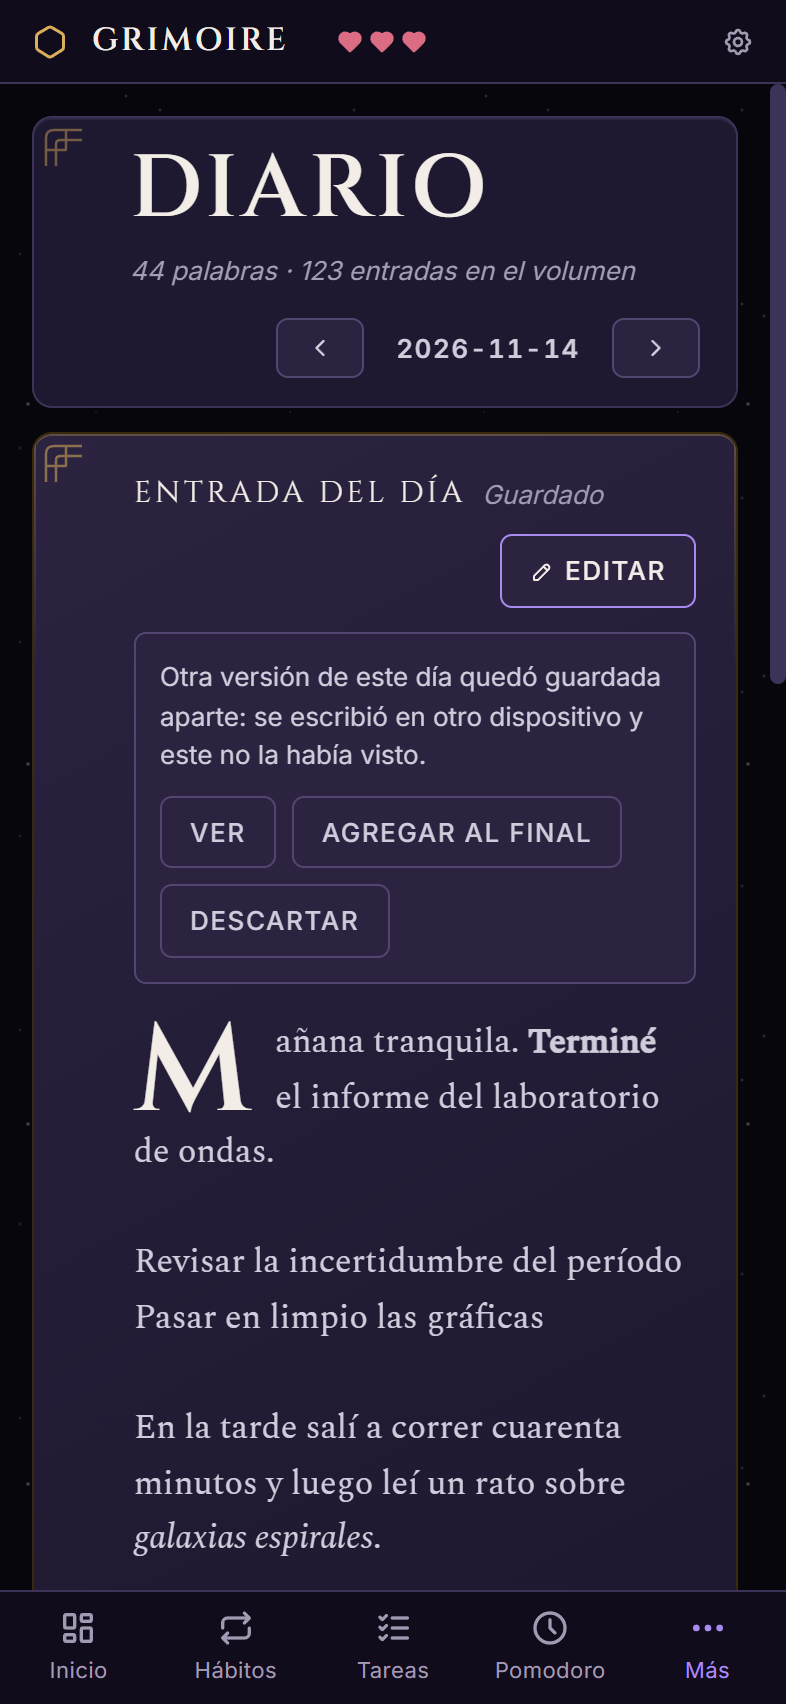 GRIMOIRE
DIARIO
44 palabras · 123 entradas en el volumen
2026-11-14
ENTRADA DEL DÍA Guardado
EDITAR
Otra versión de este día quedó guardada
aparte: se escribió en otro dispositivo y
este no la había visto.
VER AGREGAR AL FINAL
DESCARTAR
Mañana tranquila. Terminé
el informe del laboratorio
de ondas.
Revisar la incertidumbre del período
Pasar en limpio las gráficas
En la tarde salí a correr cuarenta
minutos y luego leí un rato sobre
galaxias espirales.
Inicio Hábitos Tareas Pomodoro Más